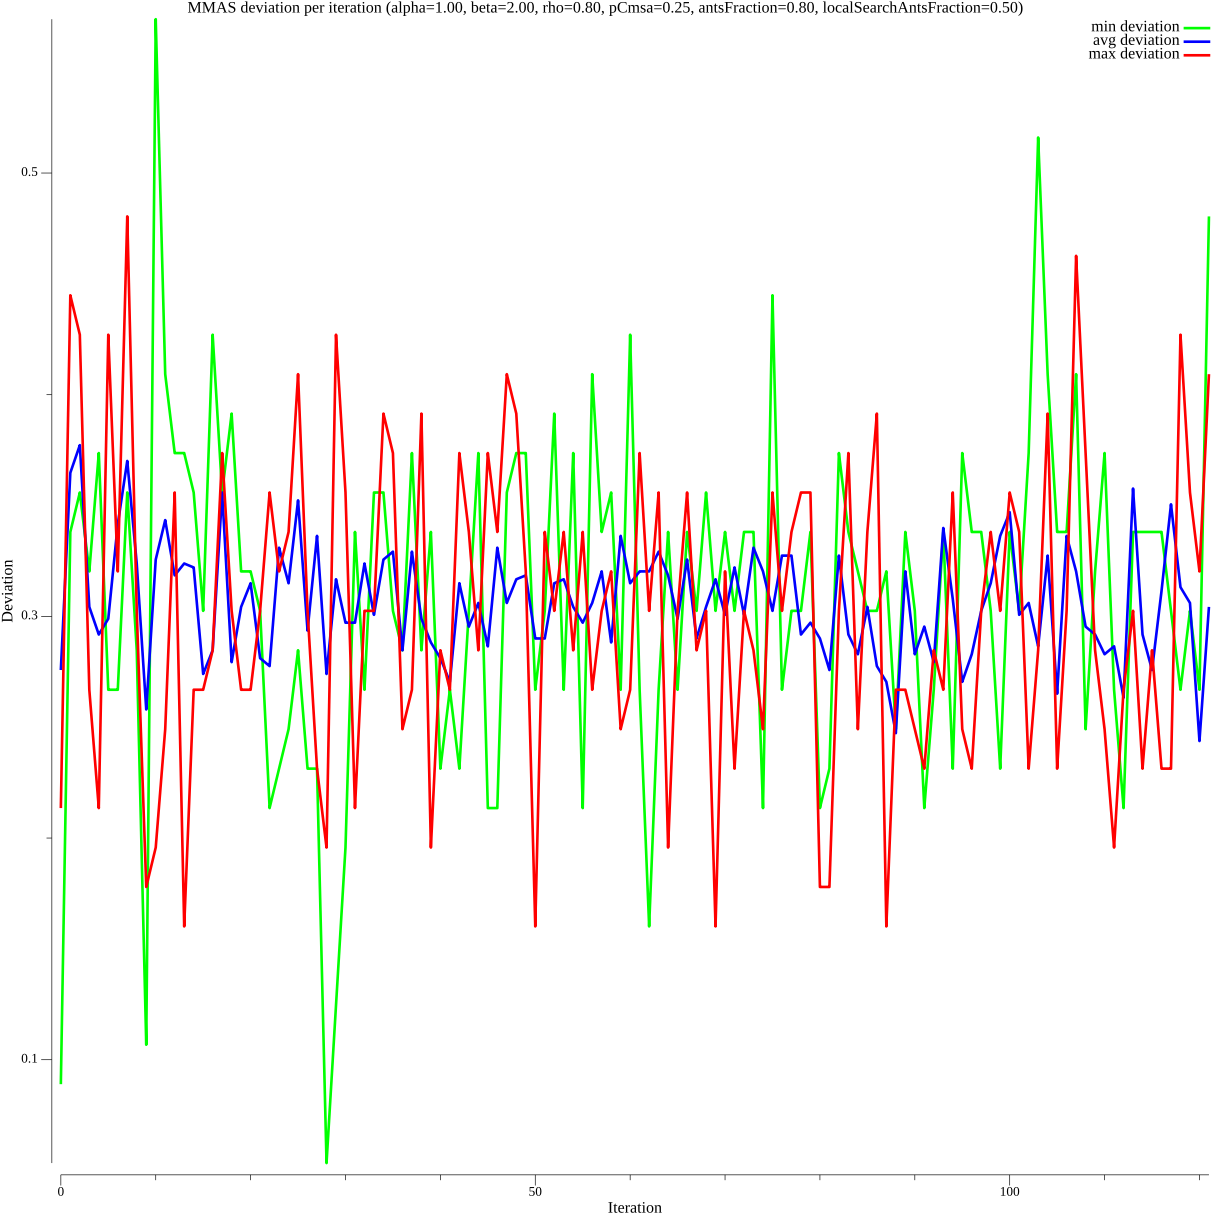 MMAS deviation per iteration (alpha=1.00, beta=2.00, rho=0.80, pCmsa=0.25, antsFraction=0.80, localSearchAntsFraction=0.50)
min deviation
avg deviation
max deviation
0.5
0.3
0.1
Deviation
0 50 100
Iteration